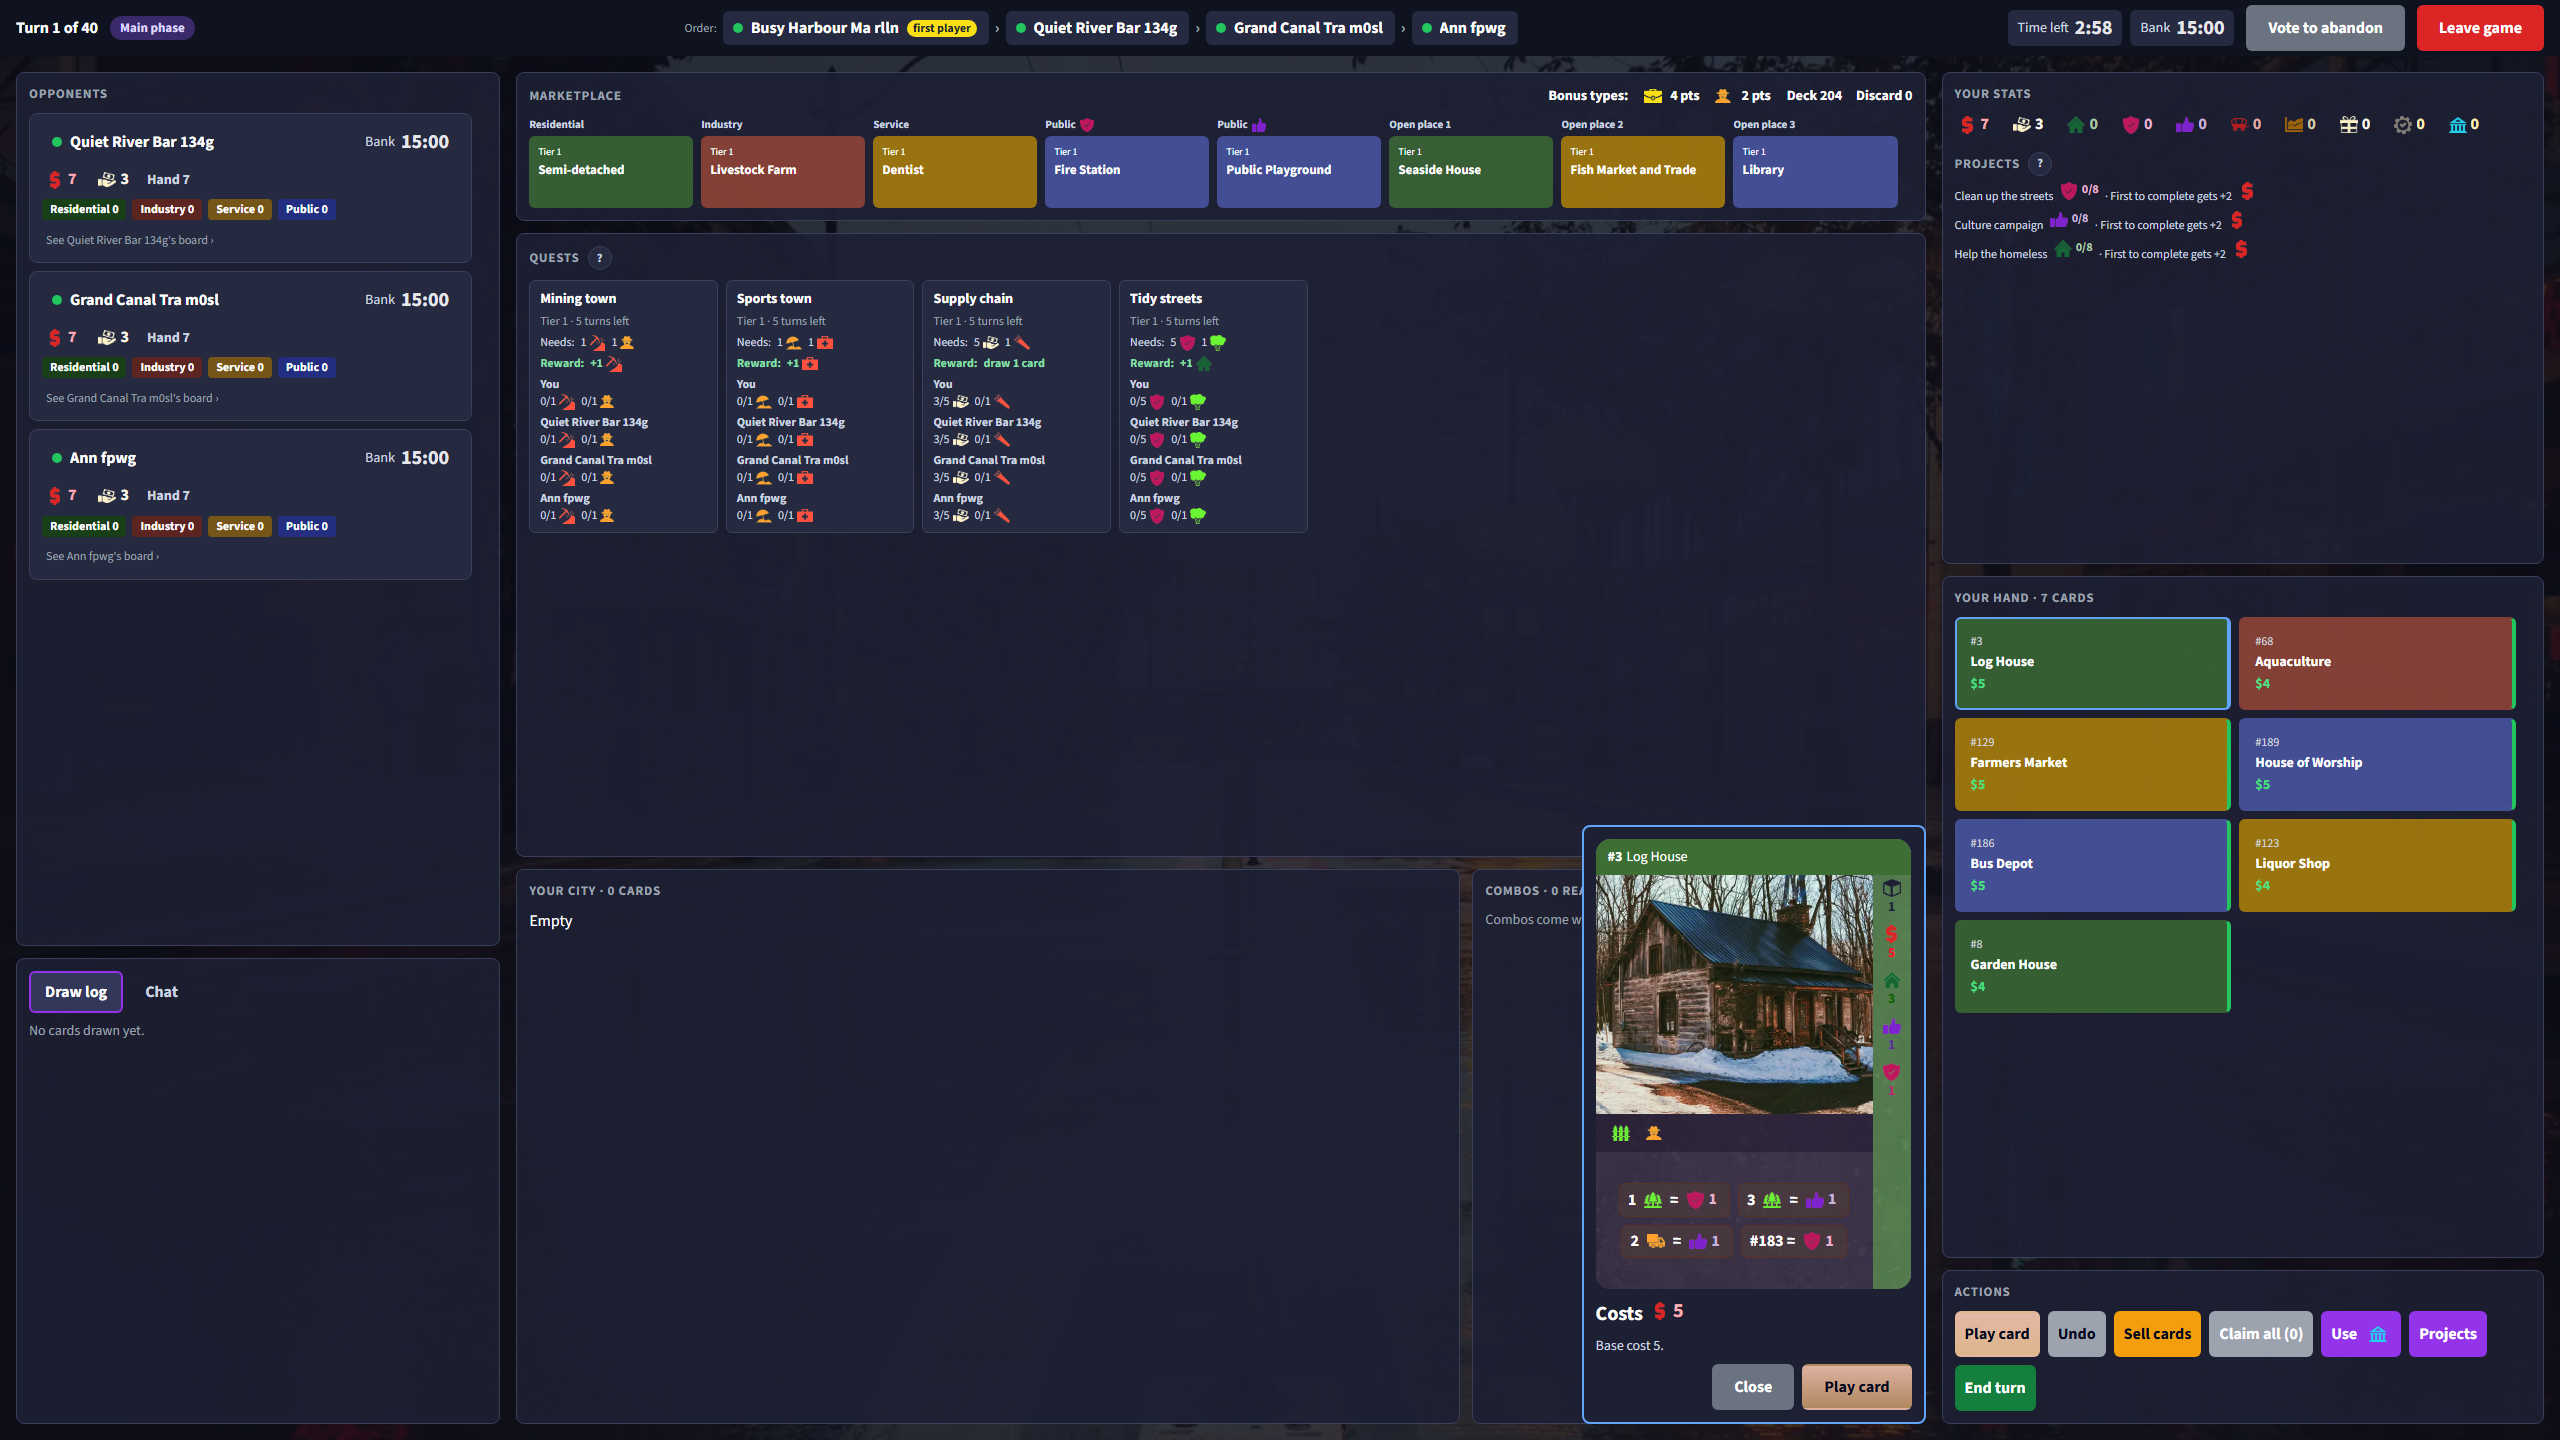 Turn 1 of 40 Main phase
Order: Busy Harbour Ma rlln first player › Quiet River Bar 134g › Grand Canal Tra m0sl › Ann fpwg
Time left 2:58 Bank 15:00 Vote to abandon Leave game
OPPONENTS
Quiet River Bar 134g Bank 15:00
7 3 Hand 7
Residential 0 Industry 0 Service 0 Public 0
See Quiet River Bar 134g's board ›
Grand Canal Tra m0sl Bank 15:00
7 3 Hand 7
Residential 0 Industry 0 Service 0 Public 0
See Grand Canal Tra m0sl's board ›
Ann fpwg Bank 15:00
7 3 Hand 7
Residential 0 Industry 0 Service 0 Public 0
See Ann fpwg's board ›
Draw log Chat
No cards drawn yet.
MARKETPLACE
Bonus types: 4 pts 2 pts Deck 204 Discard 0
Residential Industry Service Public Public Open place 1 Open place 2 Open place 3
Tier 1 Tier 1 Tier 1 Tier 1 Tier 1 Tier 1 Tier 1 Tier 1
Semi-detached Livestock Farm Dentist Fire Station Public Playground Seaside House Fish Market and Trade Library
QUESTS ?
Mining town
Tier 1 · 5 turns left
Needs: 1 1
Reward: +1
You
0/1 0/1
Quiet River Bar 134g
0/1 0/1
Grand Canal Tra m0sl
0/1 0/1
Ann fpwg
0/1 0/1
Sports town
Tier 1 · 5 turns left
Needs: 1 1
Reward: +1
You
0/1 0/1
Quiet River Bar 134g
0/1 0/1
Grand Canal Tra m0sl
0/1 0/1
Ann fpwg
0/1 0/1
Supply chain
Tier 1 · 5 turns left
Needs: 5 1
Reward: draw 1 card
You
3/5 0/1
Quiet River Bar 134g
3/5 0/1
Grand Canal Tra m0sl
3/5 0/1
Ann fpwg
3/5 0/1
Tidy streets
Tier 1 · 5 turns left
Needs: 5 1
Reward: +1
You
0/5 0/1
Quiet River Bar 134g
0/5 0/1
Grand Canal Tra m0sl
0/5 0/1
Ann fpwg
0/5 0/1
YOUR CITY · 0 CARDS
Empty
COMBOS · 0 REA
Combos come w
#3 Log House
1
5
3
1
1
1 = 1 3 = 1
2 = 1 #183 = 1
Costs $ 5
Base cost 5.
Close Play card
YOUR STATS
$ 7 3 0 0 0 0 0 0 0 0
PROJECTS ?
Clean up the streets 0/8 · First to complete gets +2 $
Culture campaign 0/8 · First to complete gets +2 $
Help the homeless 0/8 · First to complete gets +2 $
YOUR HAND · 7 CARDS
#3
Log House
$5
#68
Aquaculture
$4
#129
Farmers Market
$5
#189
House of Worship
$5
#186
Bus Depot
$5
#123
Liquor Shop
$4
#8
Garden House
$4
ACTIONS
Play card Undo Sell cards Claim all (0) Use Projects
End turn